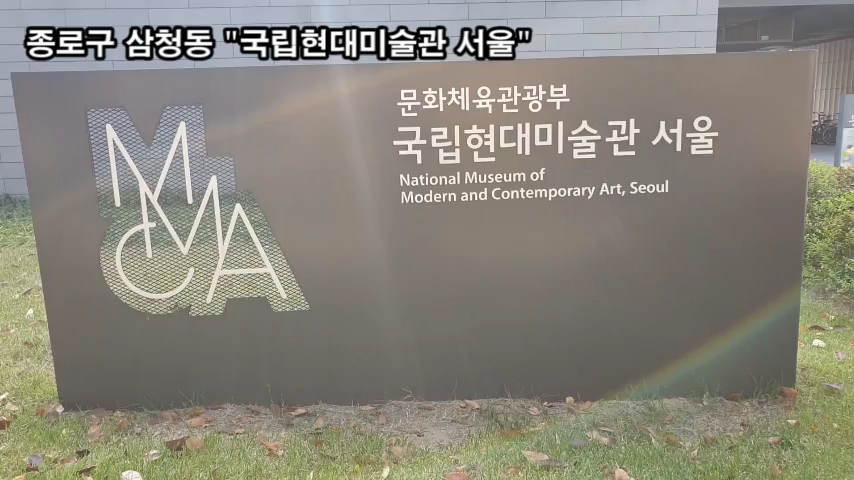 종로구 삼청동 "국립현대미술관 서울"
문화체육관광부
국립현대미술관 서울
National Museum of
Modern and Contemporary Art, Seoul
MMCA